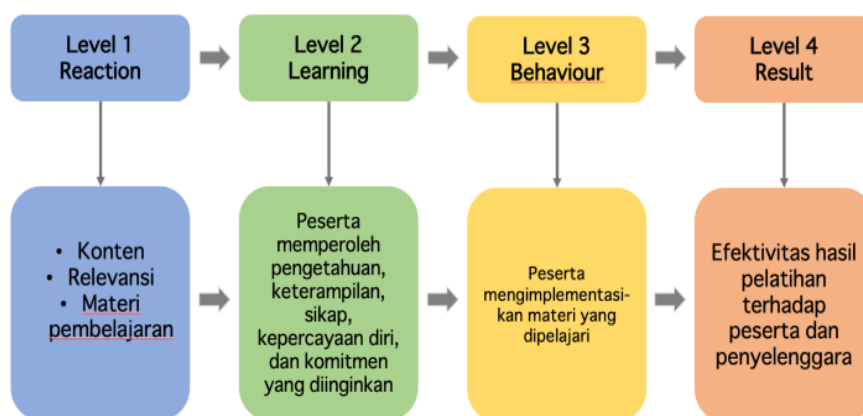 Level 1
Reaction
Level 2
Learning
Level 3
Behaviour
Level 4
Result
• Konten
• Relevansi
• Materi
pembelajaran
Peserta
memperoleh
pengetahuan,
keterampilan,
sikap,
kepercayaan diri,
dan komitmen
yang diinginkan
Peserta
mengimplementasi-
kan materi yang
dipelajari
Efektivitas hasil
pelatihan
terhadap
peserta dan
penyelenggara